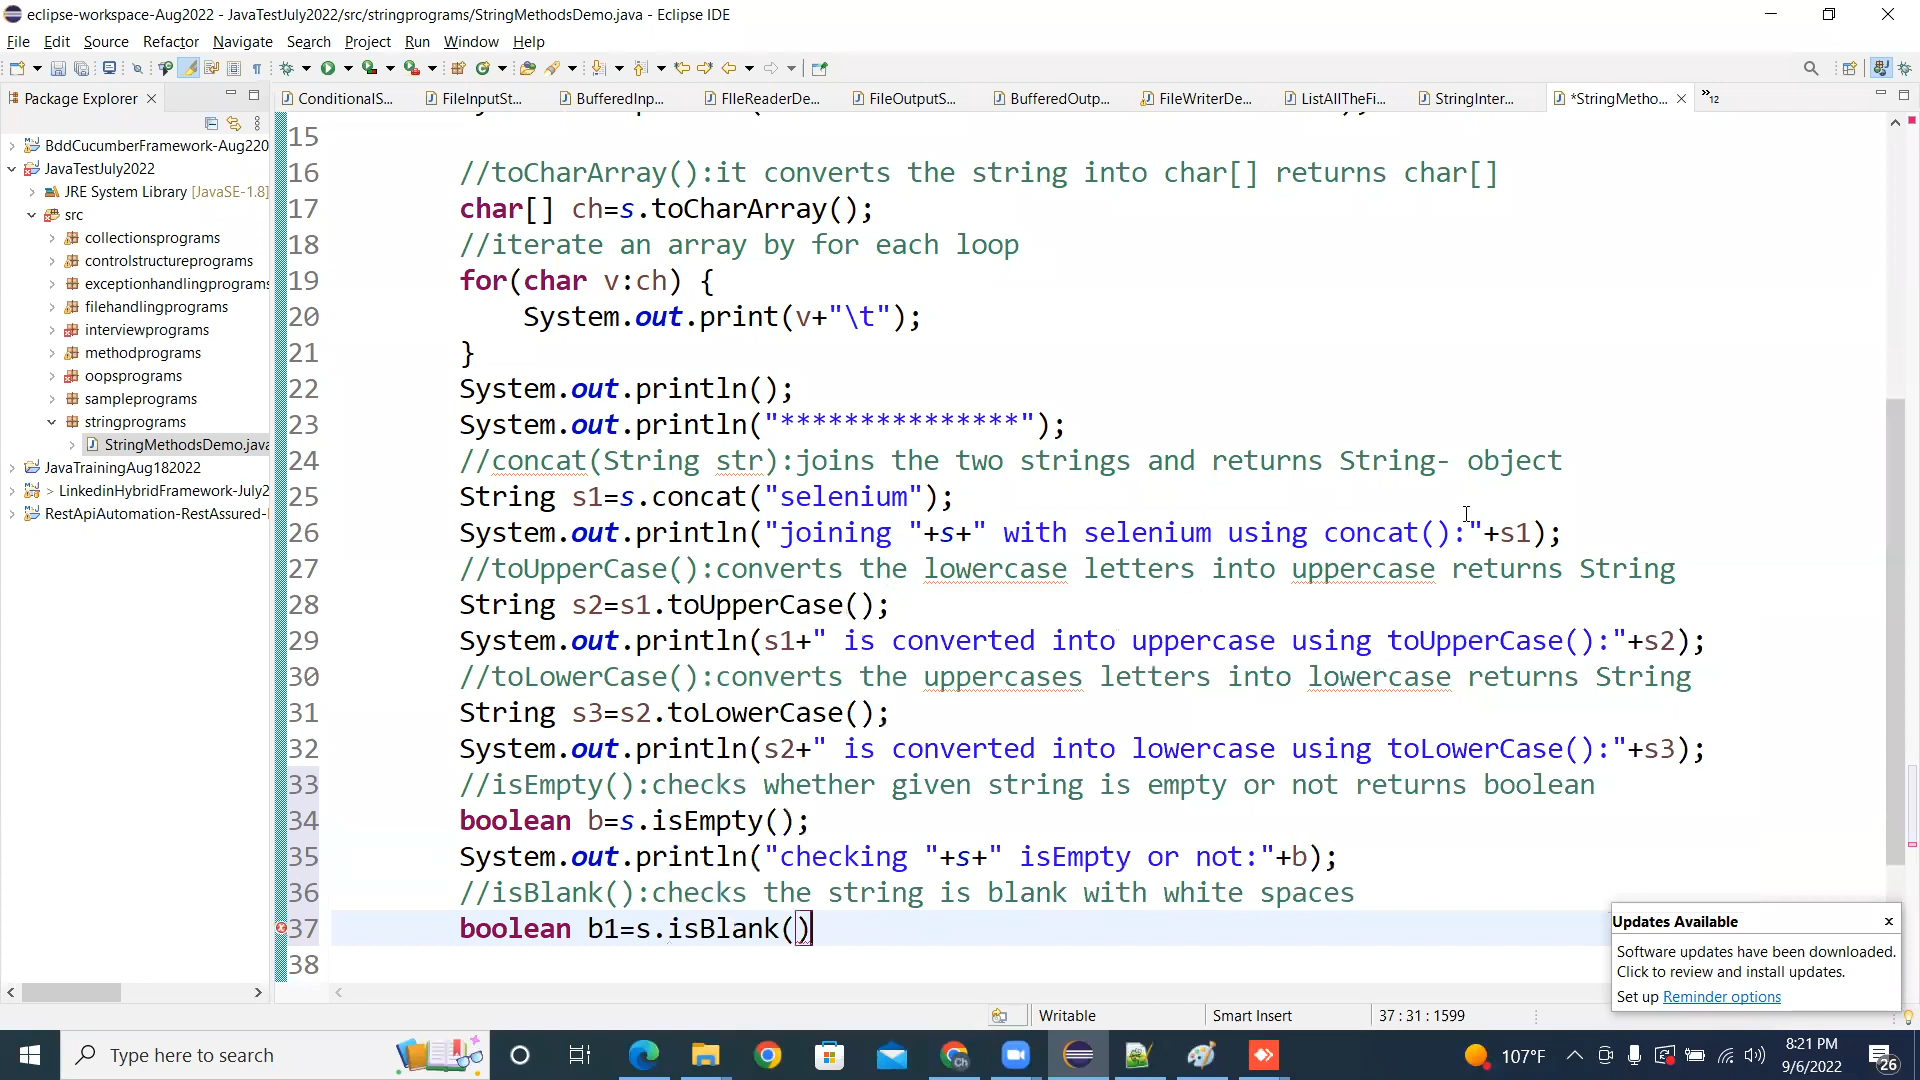 eclipse-workspace-Aug2022 - JavaTestJuly2022/src/stringprograms/StringMethodsDemo.java - Eclipse IDE
File Edit Source Refactor Navigate Search Project Run Window Help
Package Explorer
ConditionalS... FileInputSt... BufferedInp... FIleReaderDe... FileOutputS... BufferedOutp... FileWriterDe... ListAllTheFi... StringInter... *StringMetho... »12
BddCucumberFramework-Aug220
JavaTestJuly2022
JRE System Library [JavaSE-1.8]
src
collectionsprograms
controlstructureprograms
exceptionhandlingprograms
filehandlingprograms
interviewprograms
methodprograms
oopsprograms
sampleprograms
stringprograms
StringMethodsDemo.java
JavaTrainingAug182022
> LinkedinHybridFramework-July2
RestApiAutomation-RestAssured-
15
16 //toCharArray():it converts the string into char[] returns char[]
17 char[] ch=s.toCharArray();
18 //iterate an array by for each loop
19 for(char v:ch) {
20 System.out.print(v+"\t");
21 }
22 System.out.println();
23 System.out.println("***************");
24 //concat(String str):joins the two strings and returns String- object
25 String s1=s.concat("selenium");
26 System.out.println("joining "+s+" with selenium using concat():"+s1);
27 //toUpperCase():converts the lowercase letters into uppercase returns String
28 String s2=s1.toUpperCase();
29 System.out.println(s1+" is converted into uppercase using toUpperCase():"+s2);
30 //toLowerCase():converts the uppercases letters into lowercase returns String
31 String s3=s2.toLowerCase();
32 System.out.println(s2+" is converted into lowercase using toLowerCase():"+s3);
33 //isEmpty():checks whether given string is empty or not returns boolean
34 boolean b=s.isEmpty();
35 System.out.println("checking "+s+" isEmpty or not:"+b);
36 //isBlank():checks the string is blank with white spaces
37 boolean b1=s.isBlank()
38
Updates Available
Software updates have been downloaded.
Click to review and install updates.
Set up Reminder options
Writable Smart Insert 37 : 31 : 1599
Type here to search
107°F
8:21 PM
9/6/2022
26